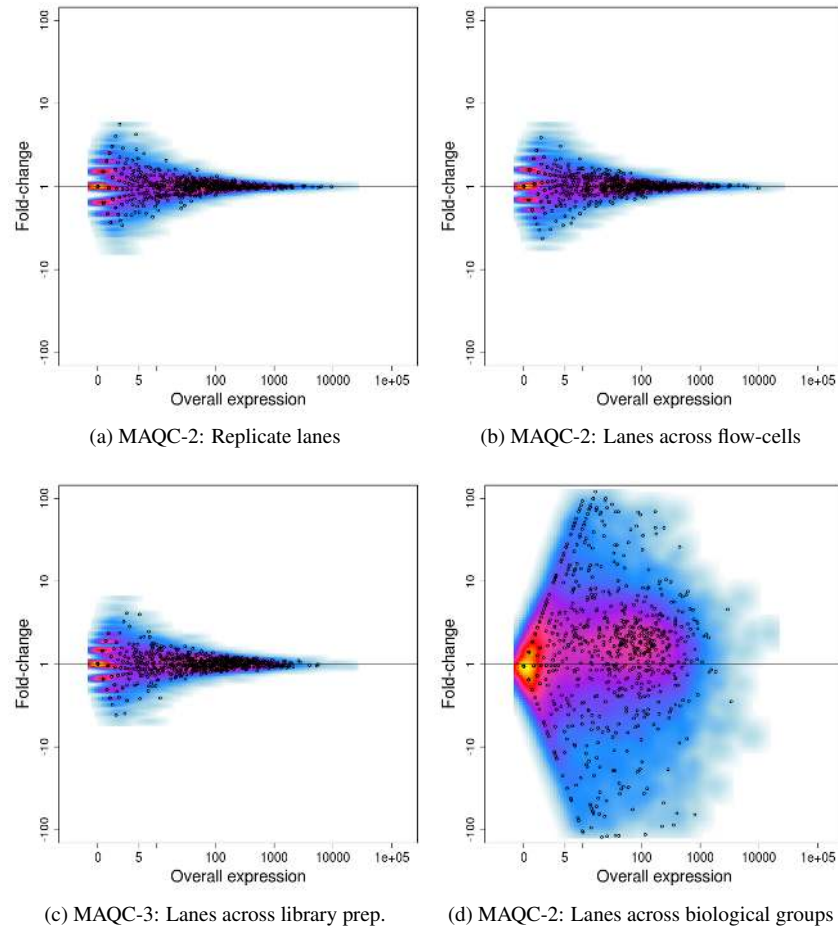 100
10
1
-10
-100
Fold-change
0 5 100 1000 10000 1e+05
Overall expression
(a) MAQC-2: Replicate lanes
100
10
1
-10
-100
Fold-change
0 5 100 1000 10000 1e+05
Overall expression
(b) MAQC-2: Lanes across flow-cells
100
10
1
-10
-100
Fold-change
0 5 100 1000 10000 1e+05
Overall expression
(c) MAQC-3: Lanes across library prep.
100
10
1
-10
-100
Fold-change
0 5 100 1000 10000 1e+05
Overall expression
(d) MAQC-2: Lanes across biological groups